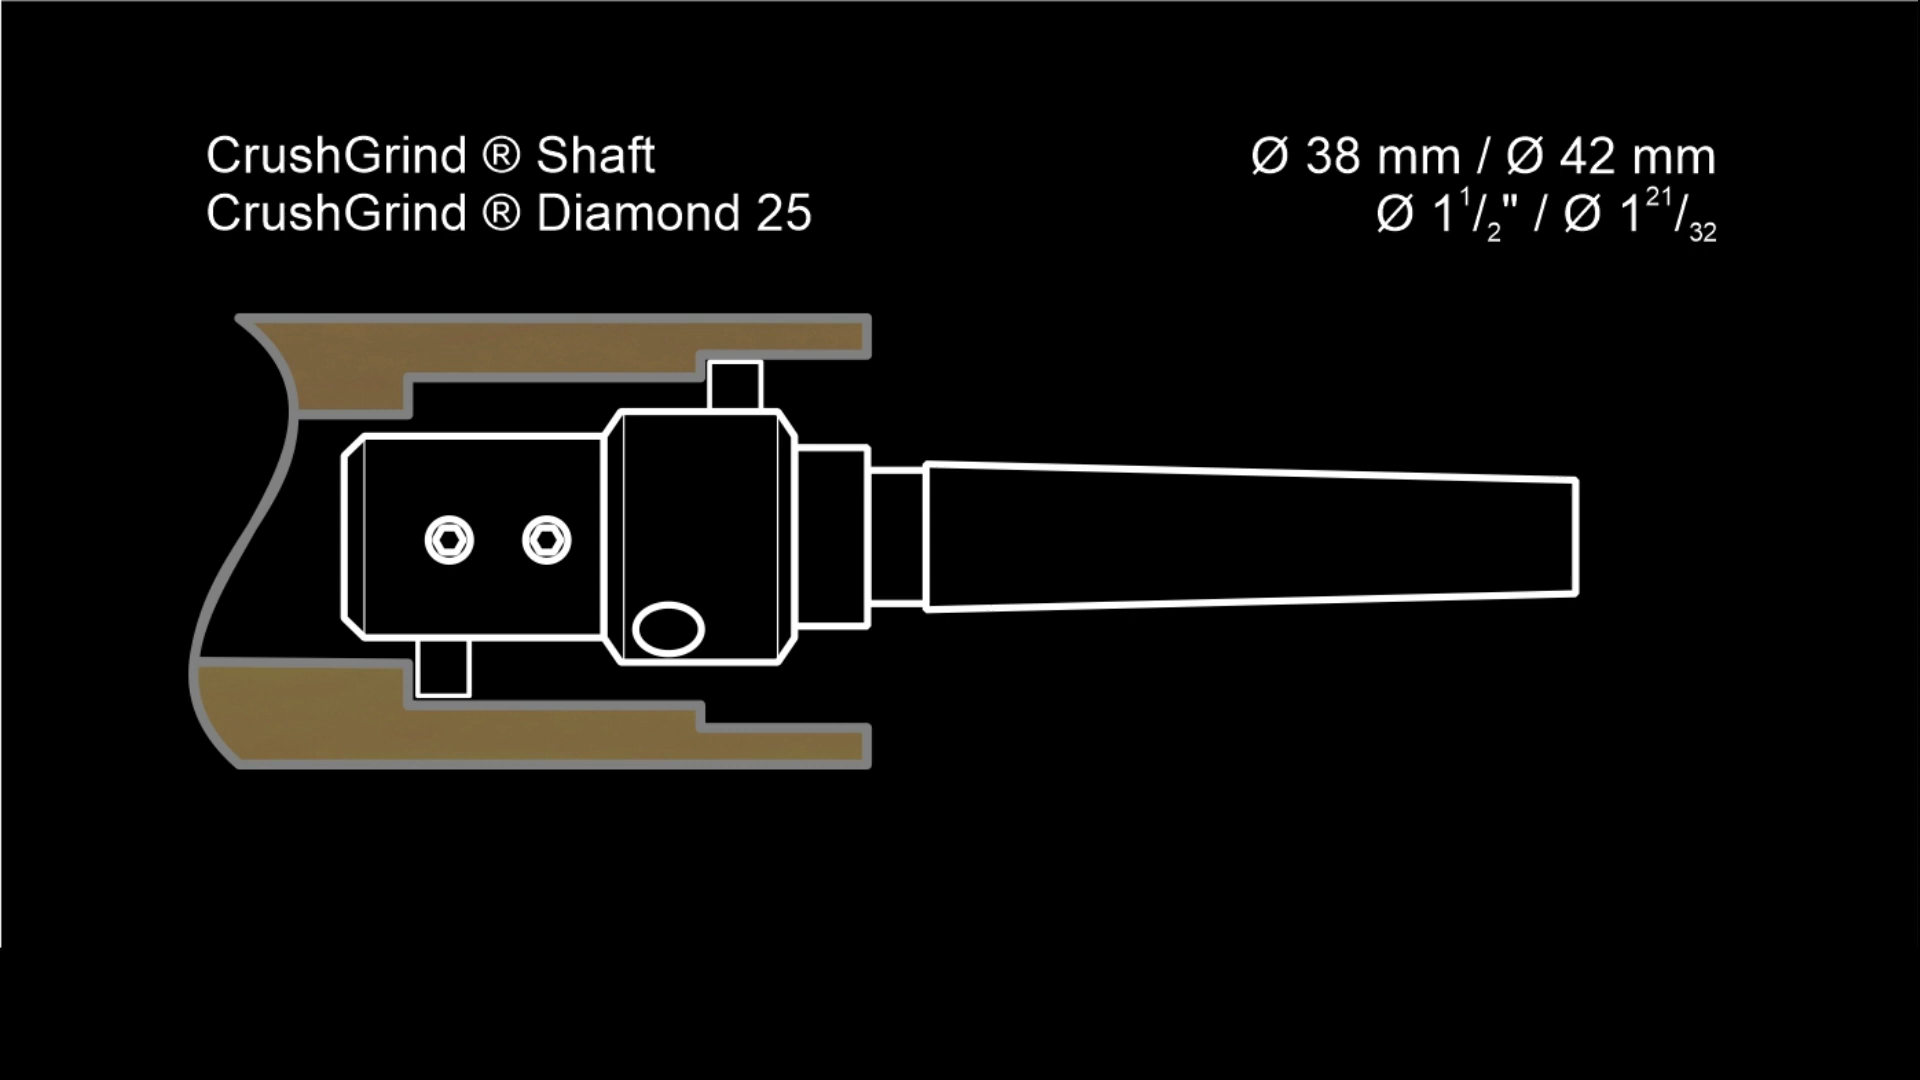 CrushGrind ® Shaft
CrushGrind ® Diamond 25
Ø 38 mm / Ø 42 mm
Ø 1 1/2" / Ø 1 21/32